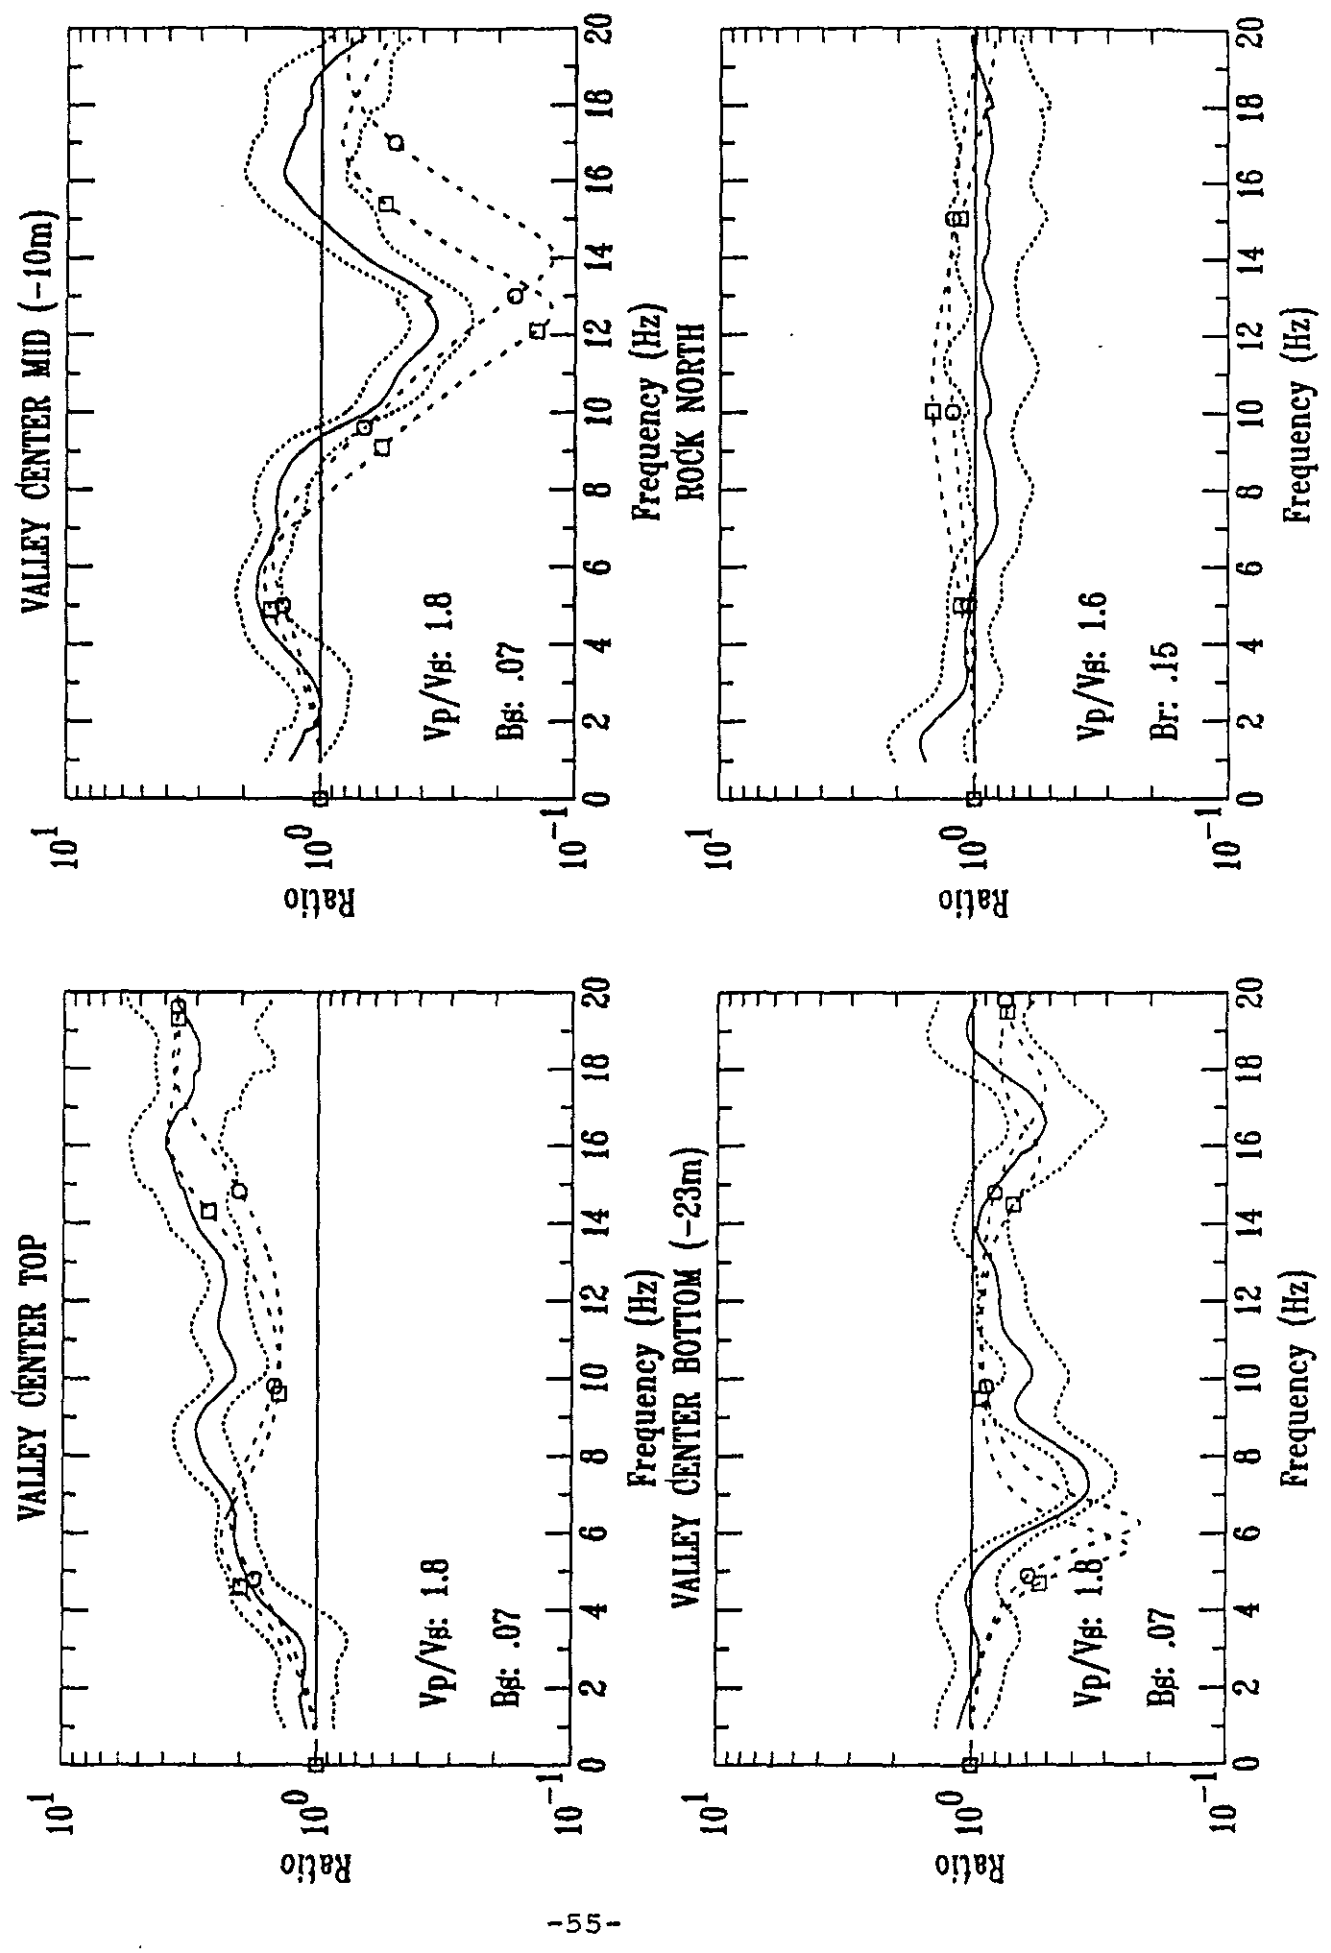 VALLEY CENTER TOP
10^1
10^0
10^-1
Ratio
Vp/Vs: 1.8
Bs: .07
0 2 4 6 8 10 12 14 16 18 20
Frequency (Hz)
VALLEY CENTER MID (-10m)
10^1
10^0
10^-1
Ratio
Vp/Vs: 1.8
Bs: .07
0 2 4 6 8 10 12 14 16 18 20
Frequency (Hz)
VALLEY CENTER BOTTOM (-23m)
10^1
10^0
10^-1
Ratio
Vp/Vs: 1.8
Bs: .07
0 2 4 6 8 10 12 14 16 18 20
Frequency (Hz)
ROCK NORTH
10^1
10^0
10^-1
Ratio
Vp/Vs: 1.6
Br: .15
0 2 4 6 8 10 12 14 16 18 20
Frequency (Hz)
-55-